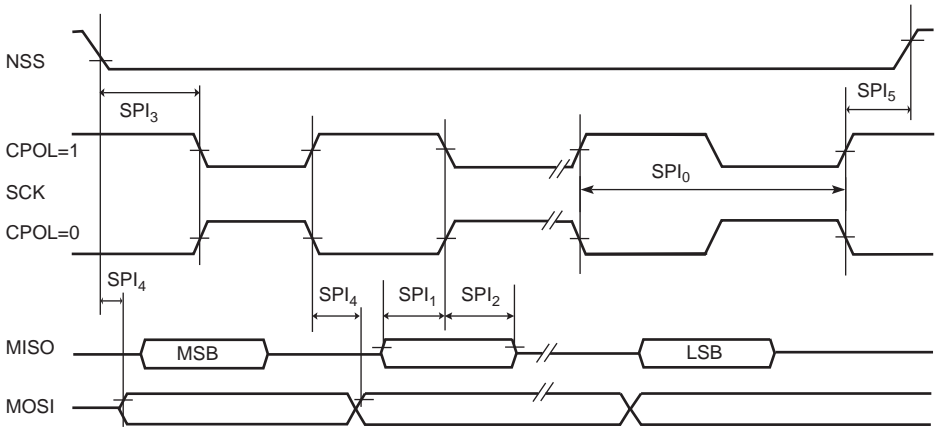 NSS
SPI₃
SPI₅
CPOL=1
SPI₀
SCK
CPOL=0
SPI₄
SPI₄
SPI₁
SPI₂
MISO
MSB
LSB
MOSI